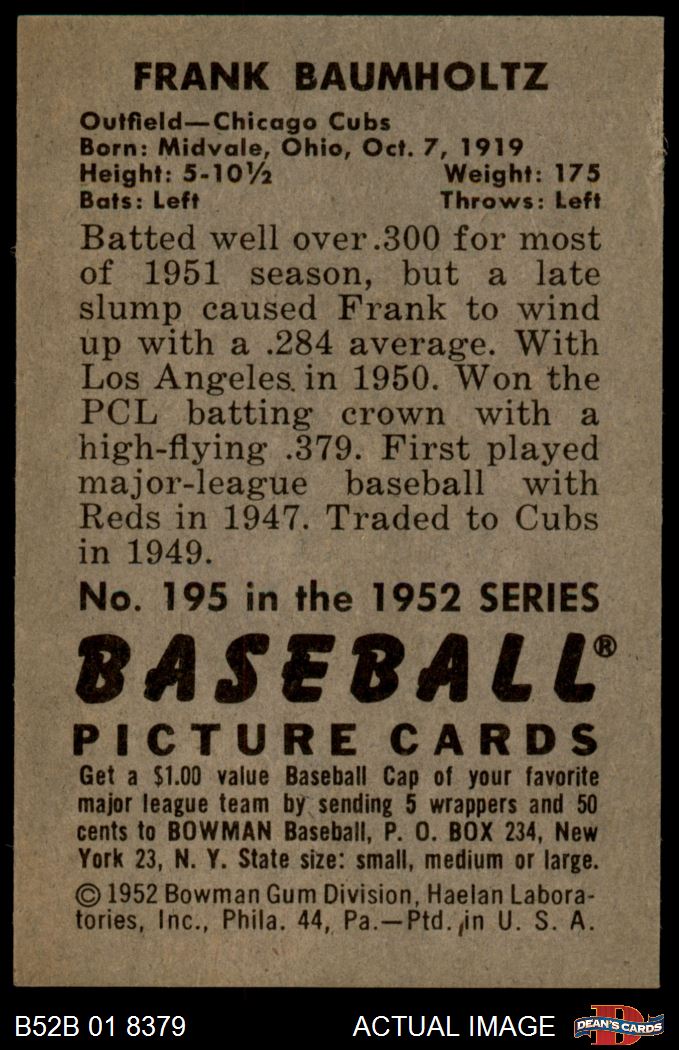 FRANK BAUMHOLTZ
Outfield—Chicago Cubs
Born: Midvale, Ohio, Oct. 7, 1919
Height: 5-10½ Weight: 175
Bats: Left Throws: Left
Batted well over .300 for most
of 1951 season, but a late
slump caused Frank to wind
up with a .284 average. With
Los Angeles in 1950. Won the
PCL batting crown with a
high-flying .379. First played
major-league baseball with
Reds in 1947. Traded to Cubs
in 1949.
No. 195 in the 1952 SERIES
BASEBALL®
PICTURE CARDS
Get a $1.00 value Baseball Cap of your favorite
major league team by sending 5 wrappers and 50
cents to BOWMAN Baseball, P. O. BOX 234, New
York 23, N. Y. State size: small, medium or large.
© 1952 Bowman Gum Division, Haelan Labora-
tories, Inc., Phila. 44, Pa.—Ptd. in U. S. A.
B52B 01 8379 ACTUAL IMAGE D DEAN'S CARDS